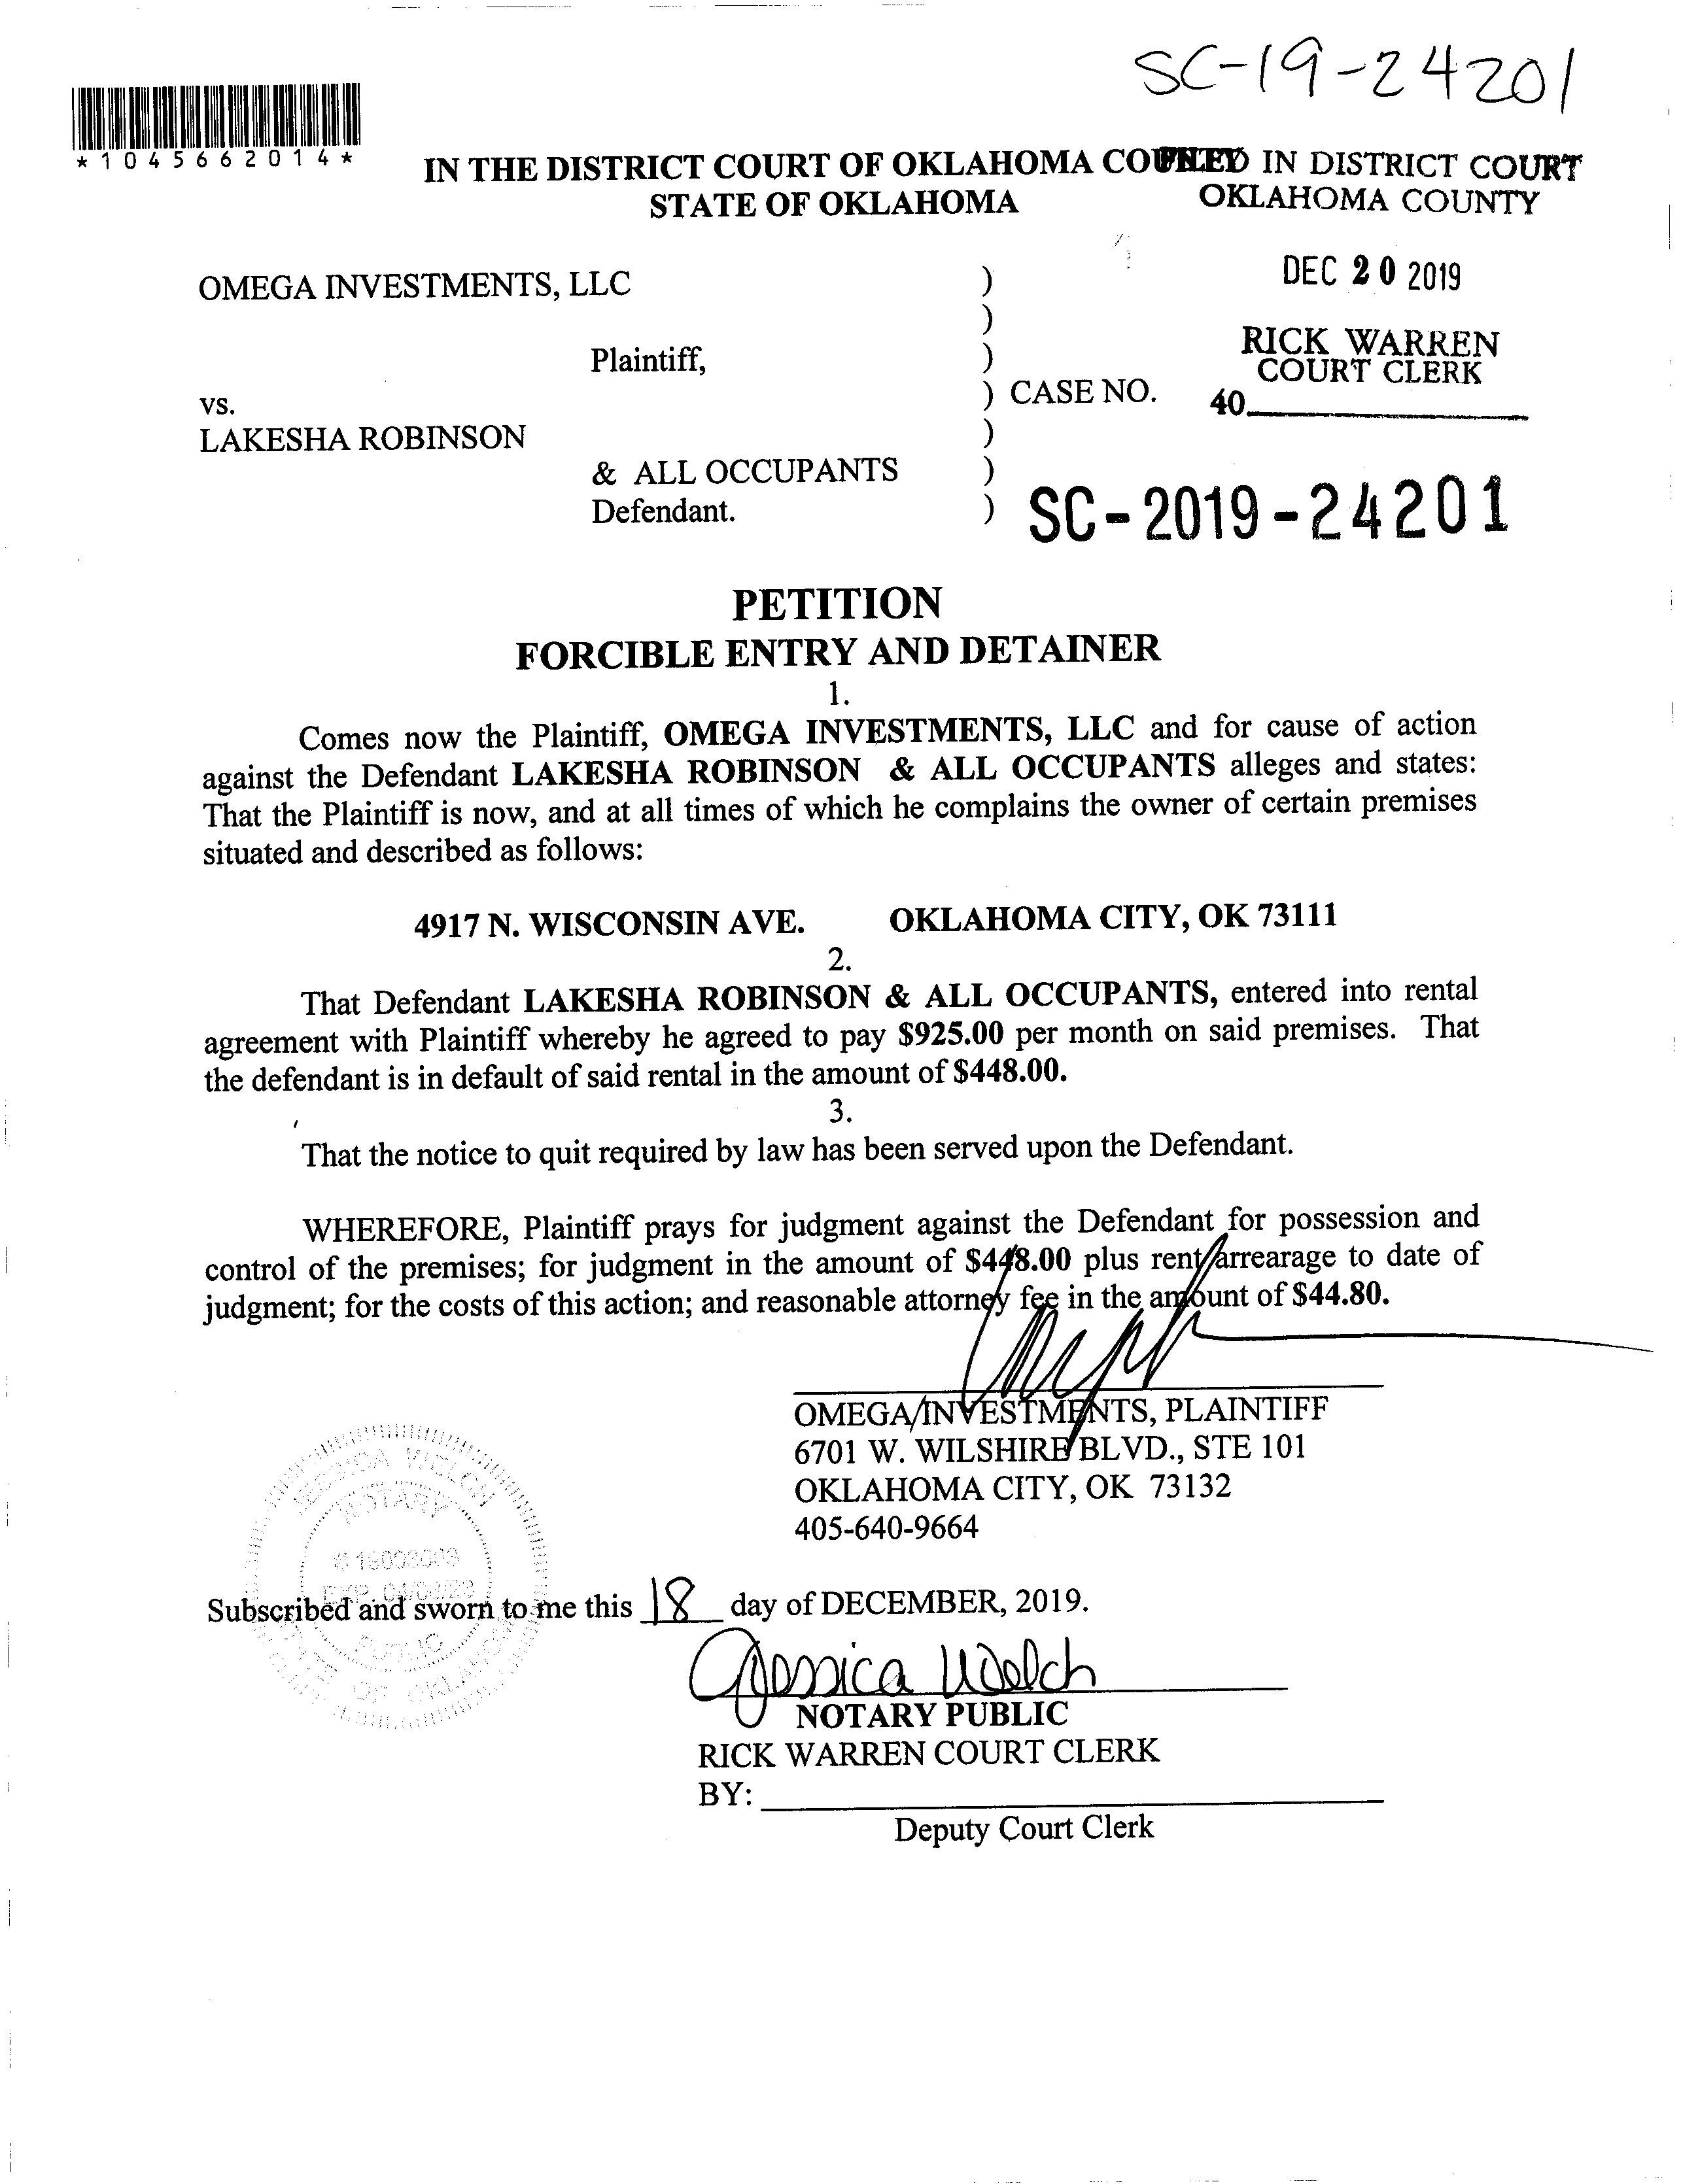 SC-19-24201
*1045662014*
IN THE DISTRICT COURT OF OKLAHOMA COUNTY
STATE OF OKLAHOMA
FILED IN DISTRICT COURT
OKLAHOMA COUNTY
DEC 20 2019
RICK WARREN
COURT CLERK
40
OMEGA INVESTMENTS, LLC )
)
Plaintiff, )
vs. ) CASE NO.
LAKESHA ROBINSON )
& ALL OCCUPANTS )
Defendant. ) SC-2019-24201
PETITION
FORCIBLE ENTRY AND DETAINER
1.
Comes now the Plaintiff, OMEGA INVESTMENTS, LLC and for cause of action
against the Defendant LAKESHA ROBINSON & ALL OCCUPANTS alleges and states:
That the Plaintiff is now, and at all times of which he complains the owner of certain premises
situated and described as follows:
4917 N. WISCONSIN AVE. OKLAHOMA CITY, OK 73111
2.
That Defendant LAKESHA ROBINSON & ALL OCCUPANTS, entered into rental
agreement with Plaintiff whereby he agreed to pay $925.00 per month on said premises. That
the defendant is in default of said rental in the amount of $448.00.
3.
That the notice to quit required by law has been served upon the Defendant.
WHEREFORE, Plaintiff prays for judgment against the Defendant for possession and
control of the premises; for judgment in the amount of $448.00 plus rent arrearage to date of
judgment; for the costs of this action; and reasonable attorney fee in the amount of $44.80.
OMEGA INVESTMENTS, PLAINTIFF
6701 W. WILSHIRE BLVD., STE 101
OKLAHOMA CITY, OK 73132
405-640-9664
JESSICA WELCH
NOTARY
PUBLIC
STATE OF OKLAHOMA
Subscribed and sworn to me this 18 day of DECEMBER, 2019.
Jessica Welch
NOTARY PUBLIC
RICK WARREN COURT CLERK
BY:
Deputy Court Clerk